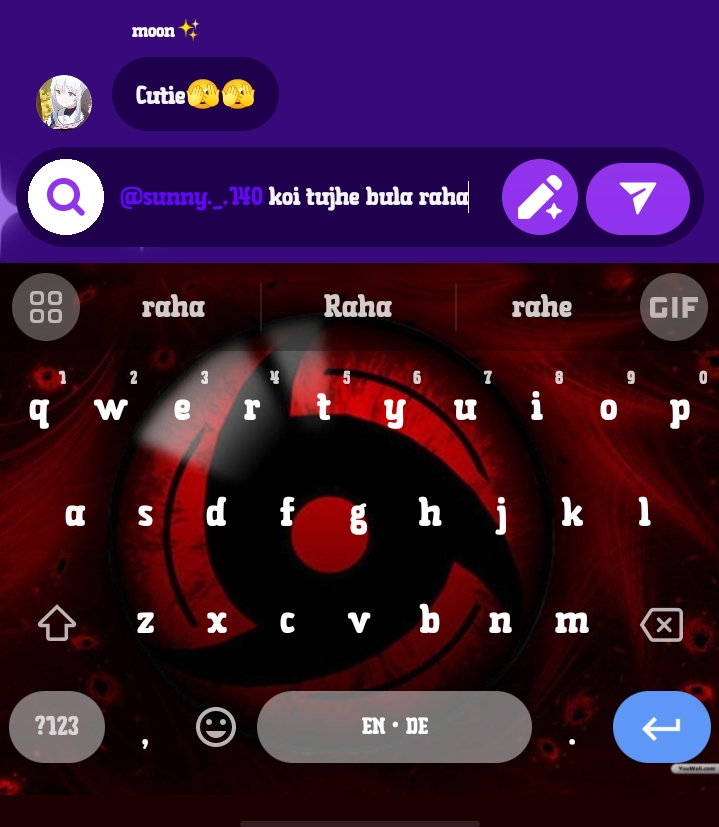 moon ✨
Cutie🫣🫣
@sunny._.140 koi tujhe bula raha
raha Raha rahe GIF
1 2 3 4 5 6 7 8 9 0
q w e r t y u i o p
a s d f g h j k l
z x c v b n m
?123 , EN • DE .
YouWall.com